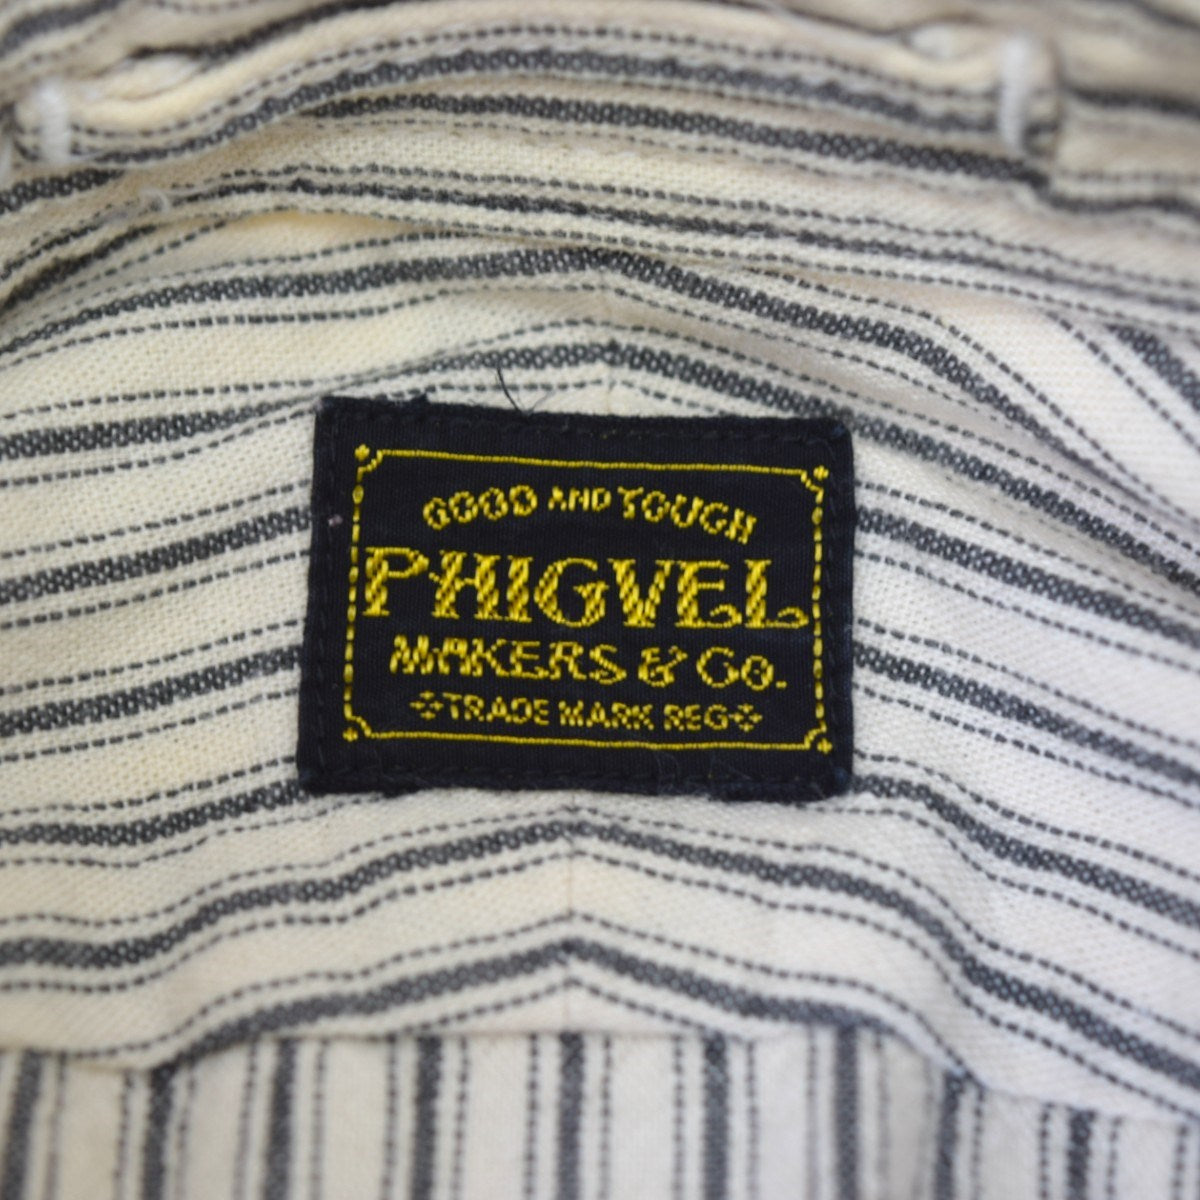 GOOD AND TOUGH
PHIGVEL
MAKERS & Co.
TRADE MARK REG